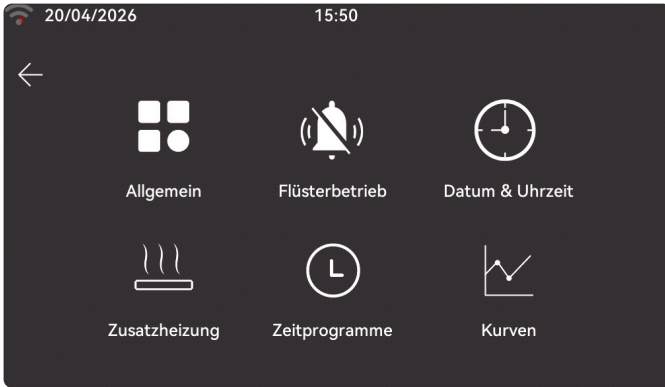 20/04/2026 15:50
Allgemein Flüsterbetrieb Datum & Uhrzeit
Zusatzheizung Zeitprogramme Kurven